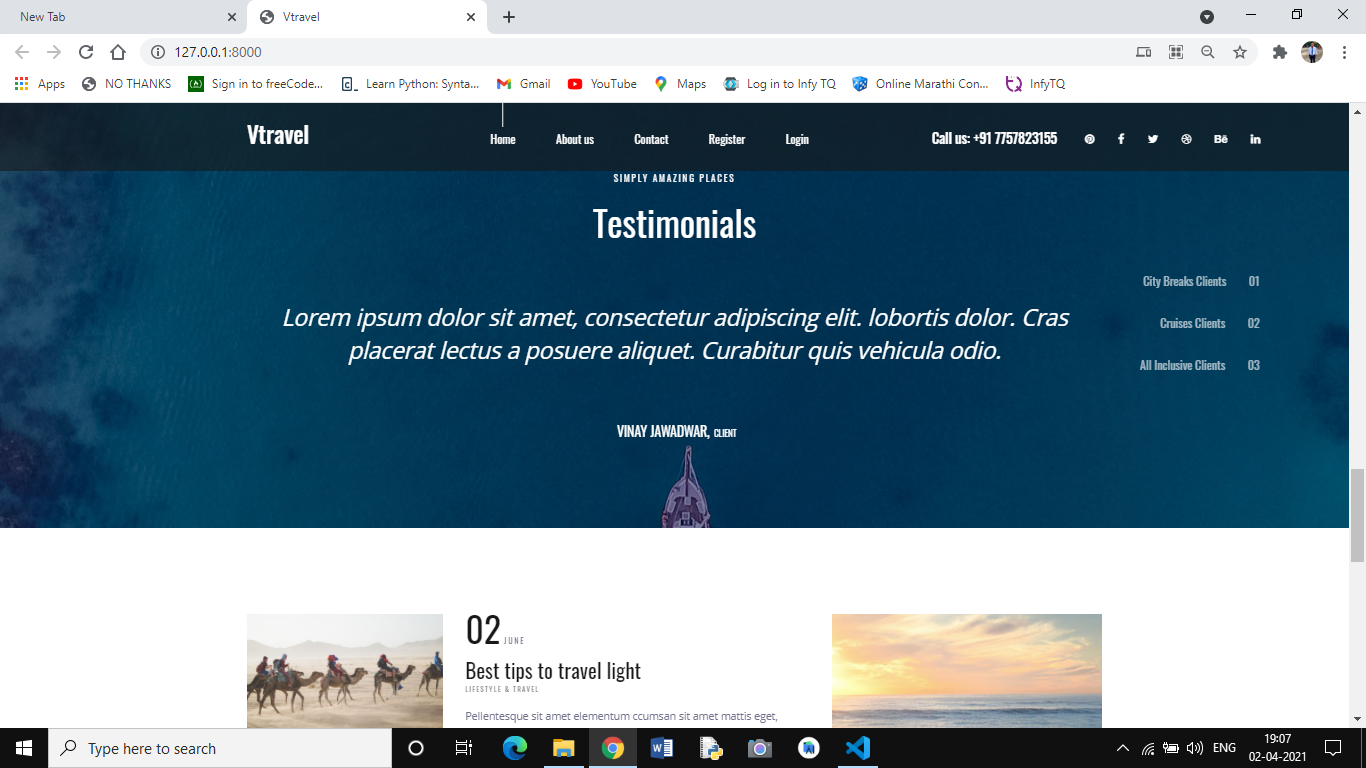 New Tab
Vtravel
127.0.0.1:8000
Apps
NO THANKS
Sign in to freeCode...
Learn Python: Synta...
Gmail
YouTube
Maps
Log in to Infy TQ
Online Marathi Con...
InfyTQ
Vtravel
Home
About us
Contact
Register
Login
Call us: +91 7757823155
SIMPLY AMAZING PLACES
Testimonials
City Breaks Clients 01
Cruises Clients 02
All Inclusive Clients 03
Lorem ipsum dolor sit amet, consectetur adipiscing elit. lobortis dolor. Cras
placerat lectus a posuere aliquet. Curabitur quis vehicula odio.
VINAY JAWADWAR, CLIENT
02 JUNE
Best tips to travel light
LIFESTYLE & TRAVEL
Pellentesque sit amet elementum ccumsan sit amet mattis eget,
Type here to search
ENG
19:07
02-04-2021